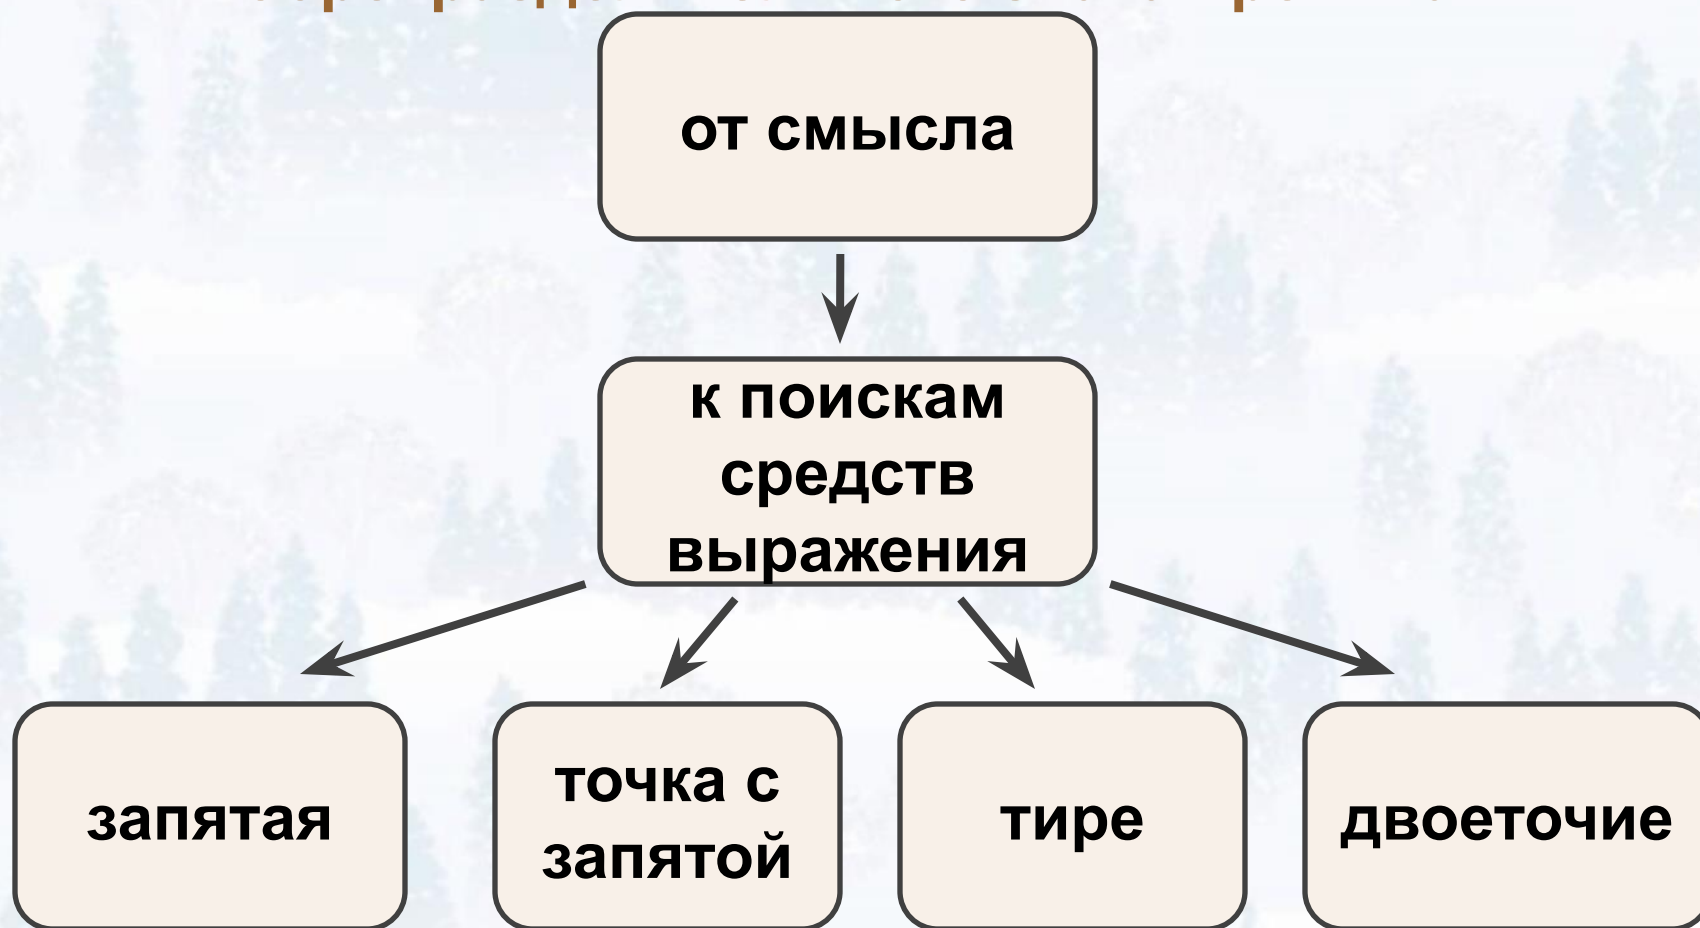 от смысла
к поискам
средств
выражения
запятая
точка с
запятой
тире
двоеточие